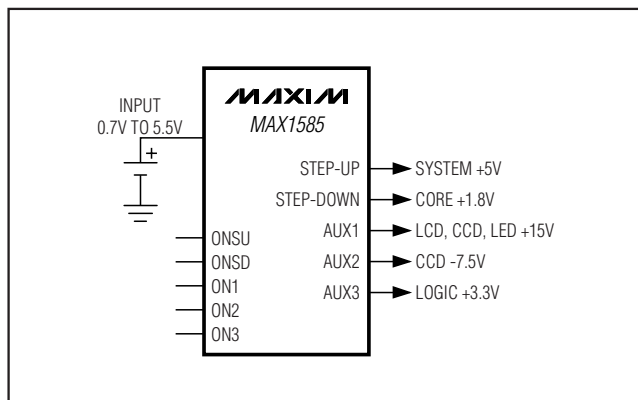 MAXIM
MAX1585
INPUT
0.7V TO 5.5V
+
STEP-UP
SYSTEM +5V
STEP-DOWN
CORE +1.8V
AUX1
LCD, CCD, LED +15V
AUX2
CCD -7.5V
AUX3
LOGIC +3.3V
ONSU
ONSD
ON1
ON2
ON3